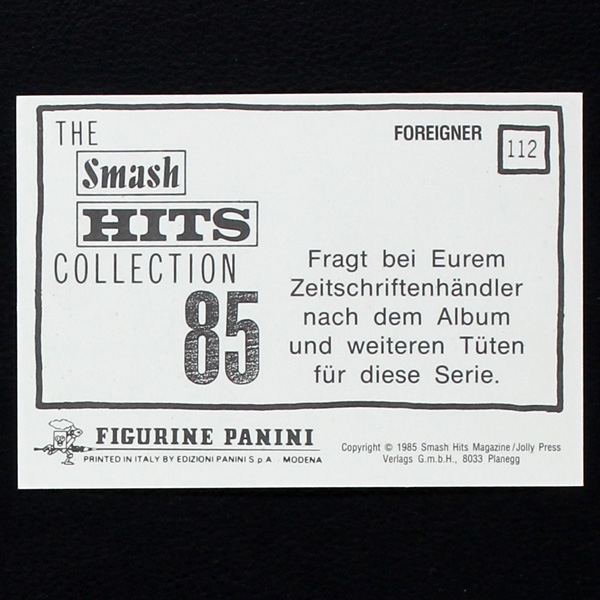 THE
Smash
HITS
COLLECTION
85
FOREIGNER
112
Fragt bei Eurem
Zeitschriftenhändler
nach dem Album
und weiteren Tüten
für diese Serie.
FIGURINE PANINI
PRINTED IN ITALY BY EDIZIONI PANINI S.p.A. - MODENA
Copyright © 1985 Smash Hits Magazine/Jolly Press
Verlags G.m.b.H., 8033 Planegg